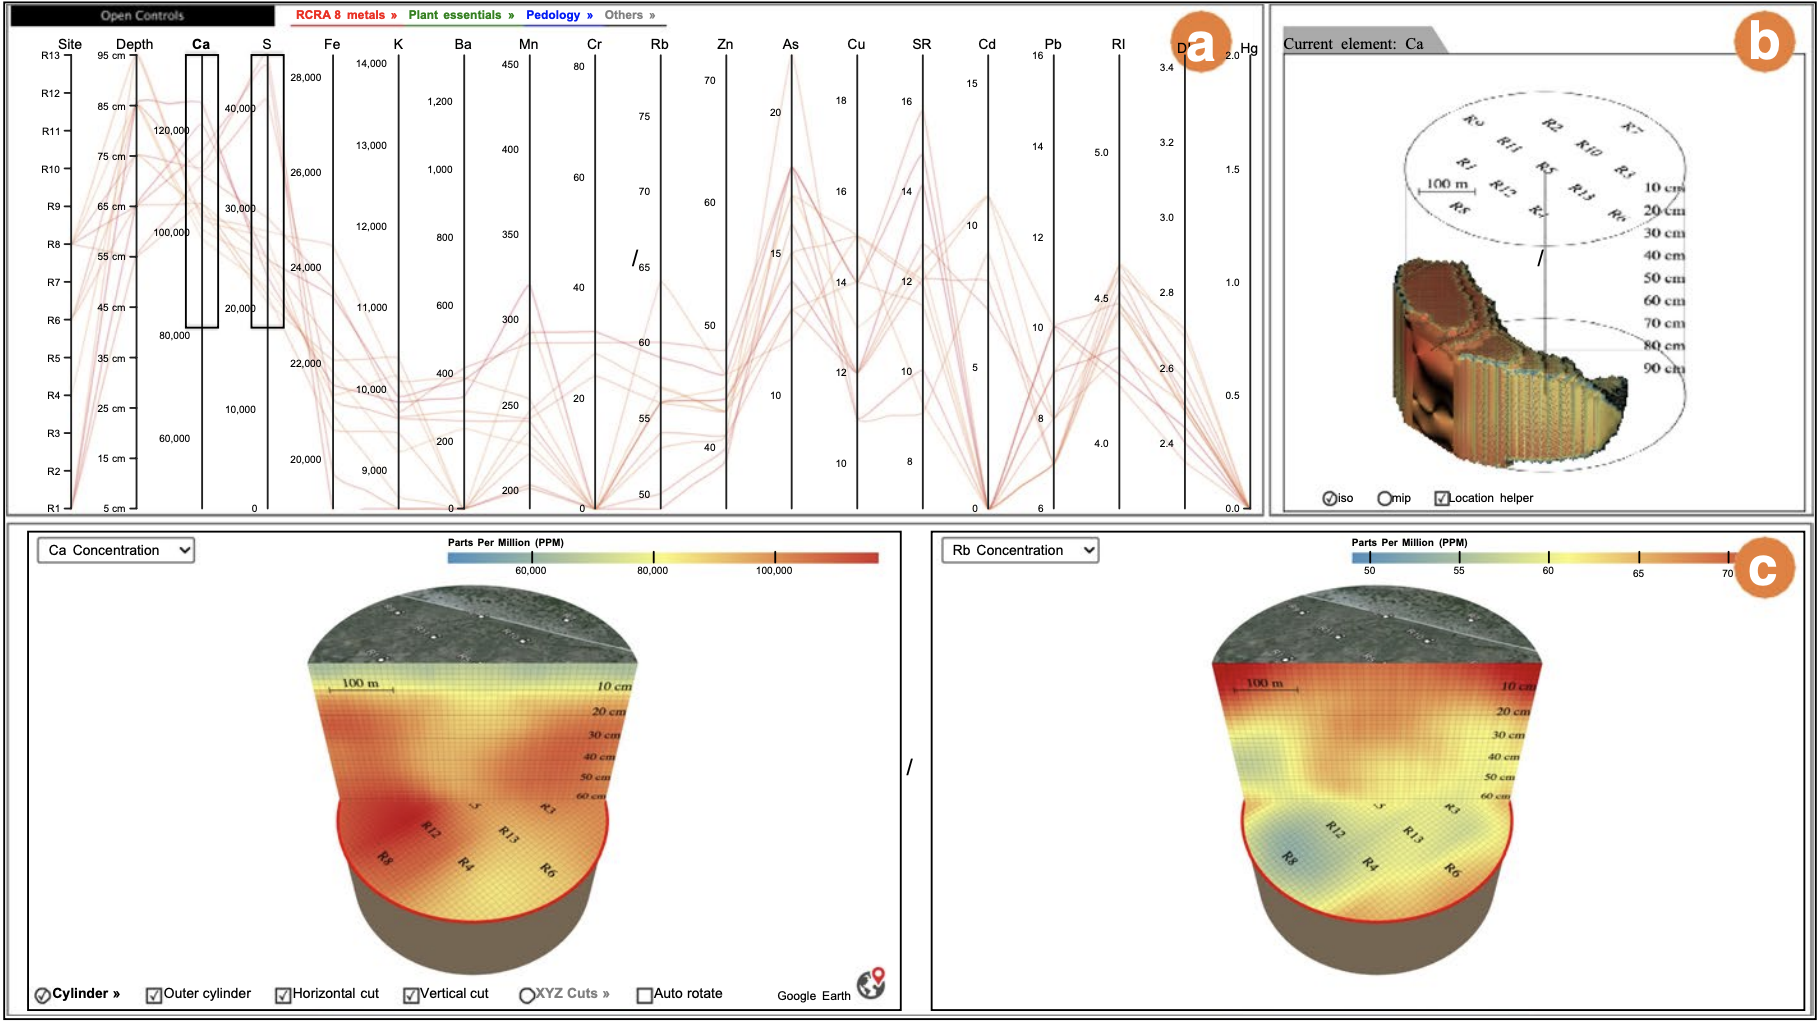 Open Controls
RCRA 8 metals » Plant essentials » Pedology » Others »
a
Site Depth Ca S Fe K Ba Mn Cr Rb Zn As Cu SR Cd Pb RI Hg
R13
R12
R11
R10
R9
R8
R7
R6
R5
R4
R3
R2
R1
95 cm
85 cm
75 cm
65 cm
55 cm
45 cm
35 cm
25 cm
15 cm
5 cm
120,000
100,000
80,000
60,000
40,000
30,000
20,000
10,000
0
28,000
26,000
24,000
22,000
20,000
14,000
13,000
12,000
11,000
10,000
9,000
1,200
1,000
800
600
400
200
0
450
400
350
300
250
200
80
60
40
20
0
75
70
/
65
60
55
50
70
60
50
40
20
15
10
18
16
14
12
10
16
14
12
10
8
15
10
5
0
16
14
12
10
8
6
5.0
4.5
4.0
3.4
3.2
3.0
2.8
2.6
2.4
2.0
1.5
1.0
0.5
0.0
b
Current element: Ca
R9 R2 R7
R11 R10
R1 R5 R3
100 m R12 R13
R8 R4 R6
10 cm
20 cm
30 cm
40 cm
50 cm
60 cm
70 cm
80 cm
90 cm
/
iso mip Location helper
Ca Concentration
Parts Per Million (PPM)
60,000 80,000 100,000
100 m
10 cm
20 cm
30 cm
40 cm
50 cm
60 cm
R3
R12 R13
R8 R4 R6
Cylinder » Outer cylinder Horizontal cut Vertical cut XYZ Cuts » Auto rotate Google Earth
/
c
Rb Concentration
Parts Per Million (PPM)
50 55 60 65 70
100 m
10 cm
20 cm
30 cm
40 cm
50 cm
60 cm
R3
R12 R13
R8 R4 R6